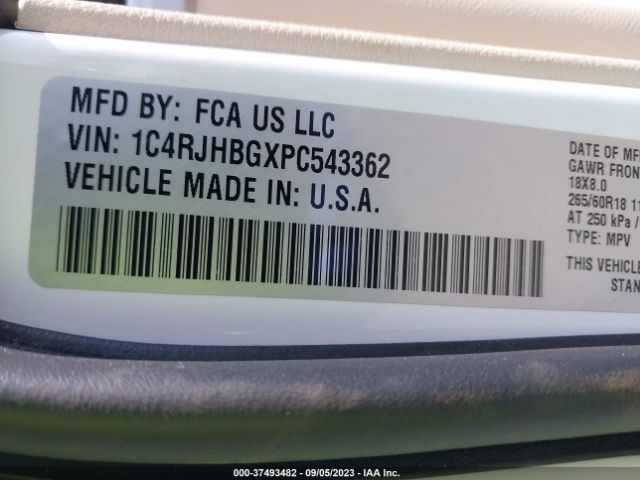 MFD BY: FCA US LLC
VIN: 1C4RJHBGXPC543362
VEHICLE MADE IN: U.S.A.
DATE OF MF
GAWR FRON
18X8.0
265/60R18 11
AT 250 kPa /
TYPE: MPV
THIS VEHICLE
STAN
000-37493482 - 09/05/2023 - IAA Inc.